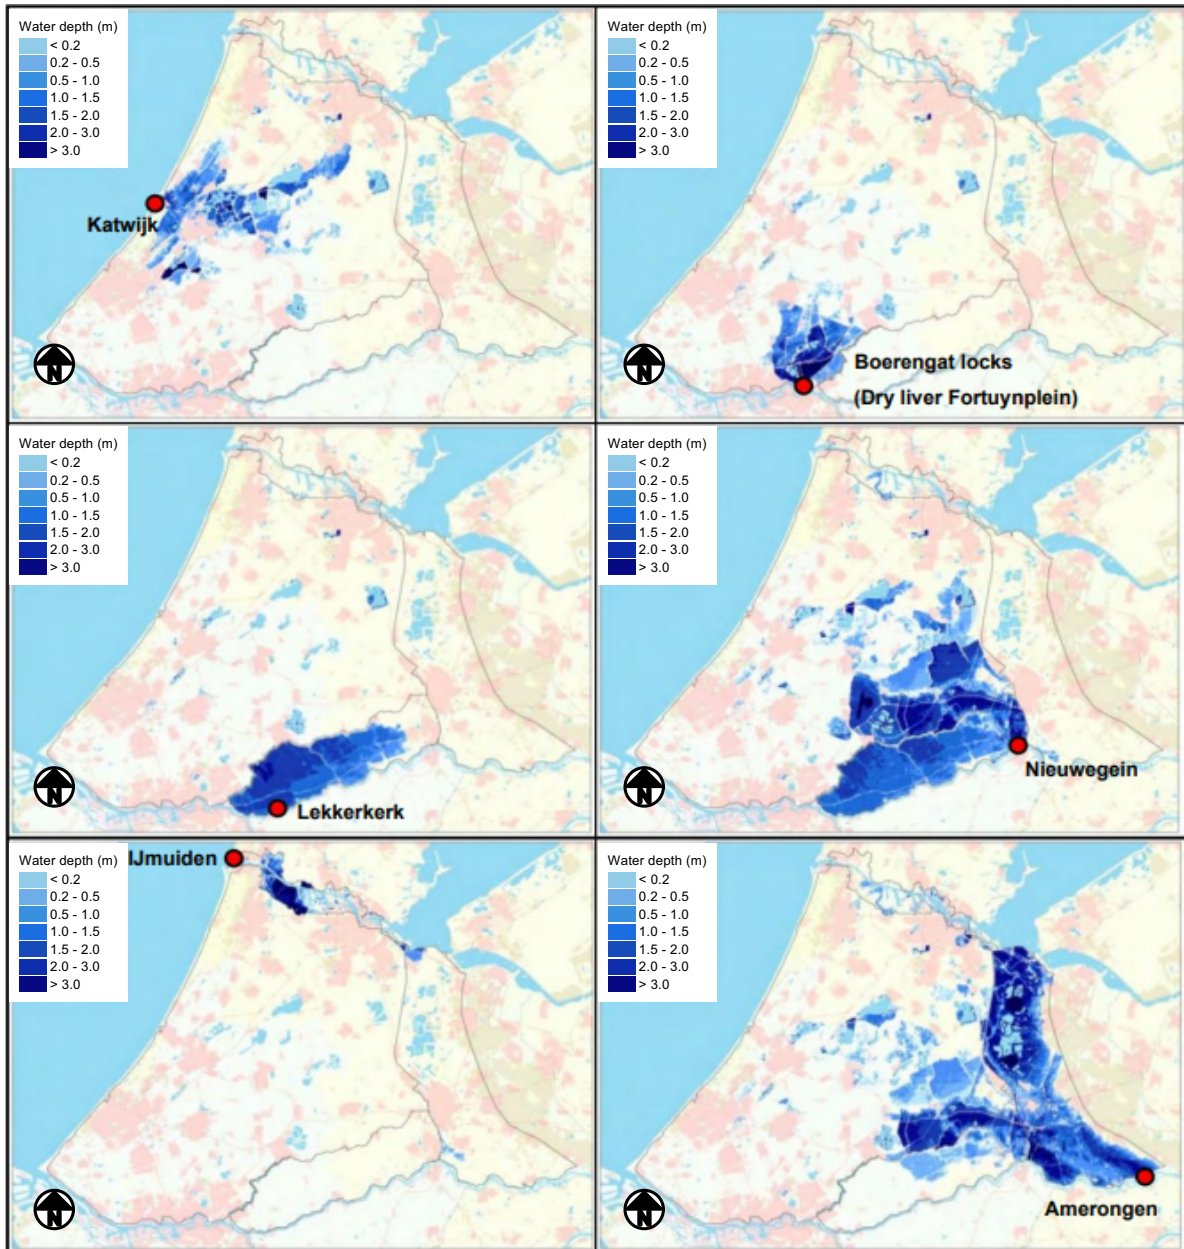 Water depth (m)
< 0.2
0.2 - 0.5
0.5 - 1.0
1.0 - 1.5
1.5 - 2.0
2.0 - 3.0
> 3.0
Katwijk
N
Water depth (m)
< 0.2
0.2 - 0.5
0.5 - 1.0
1.0 - 1.5
1.5 - 2.0
2.0 - 3.0
> 3.0
Boerengat locks
(Dry liver Fortuynplein)
N
Water depth (m)
< 0.2
0.2 - 0.5
0.5 - 1.0
1.0 - 1.5
1.5 - 2.0
2.0 - 3.0
> 3.0
N
Lekkerkerk
Water depth (m)
< 0.2
0.2 - 0.5
0.5 - 1.0
1.0 - 1.5
1.5 - 2.0
2.0 - 3.0
> 3.0
Nieuwegein
N
Water depth (m)
IJmuiden
< 0.2
0.2 - 0.5
0.5 - 1.0
1.0 - 1.5
1.5 - 2.0
2.0 - 3.0
> 3.0
N
Water depth (m)
< 0.2
0.2 - 0.5
0.5 - 1.0
1.0 - 1.5
1.5 - 2.0
2.0 - 3.0
> 3.0
Amerongen
N